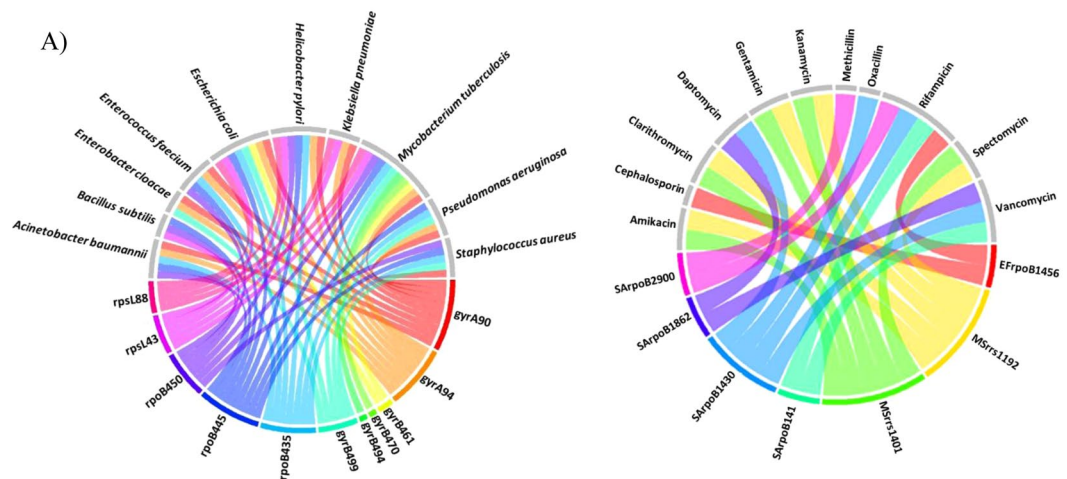 A)
Acinetobacter baumannii
Bacillus subtilis
Enterobacter cloacae
Enterococcus faecium
Escherichia coli
Helicobacter pylori
Klebsiella pneumoniae
Mycobacterium tuberculosis
Pseudomonas aeruginosa
Staphylococcus aureus
gyrA90
gyrA94
gyrB461
gyrB470
gyrB494
gyrB499
rpoB435
rpoB445
rpoB450
rpsL43
rpsL88
Amikacin
Cephalosporin
Clarithromycin
Daptomycin
Gentamicin
Kanamycin
Methicillin
Oxacillin
Rifampicin
Spectomycin
Vancomycin
EFrpoB1456
MSrrs1192
MSrrs1401
SArpoB141
SArpoB1430
SArpoB1862
SArpoB2900